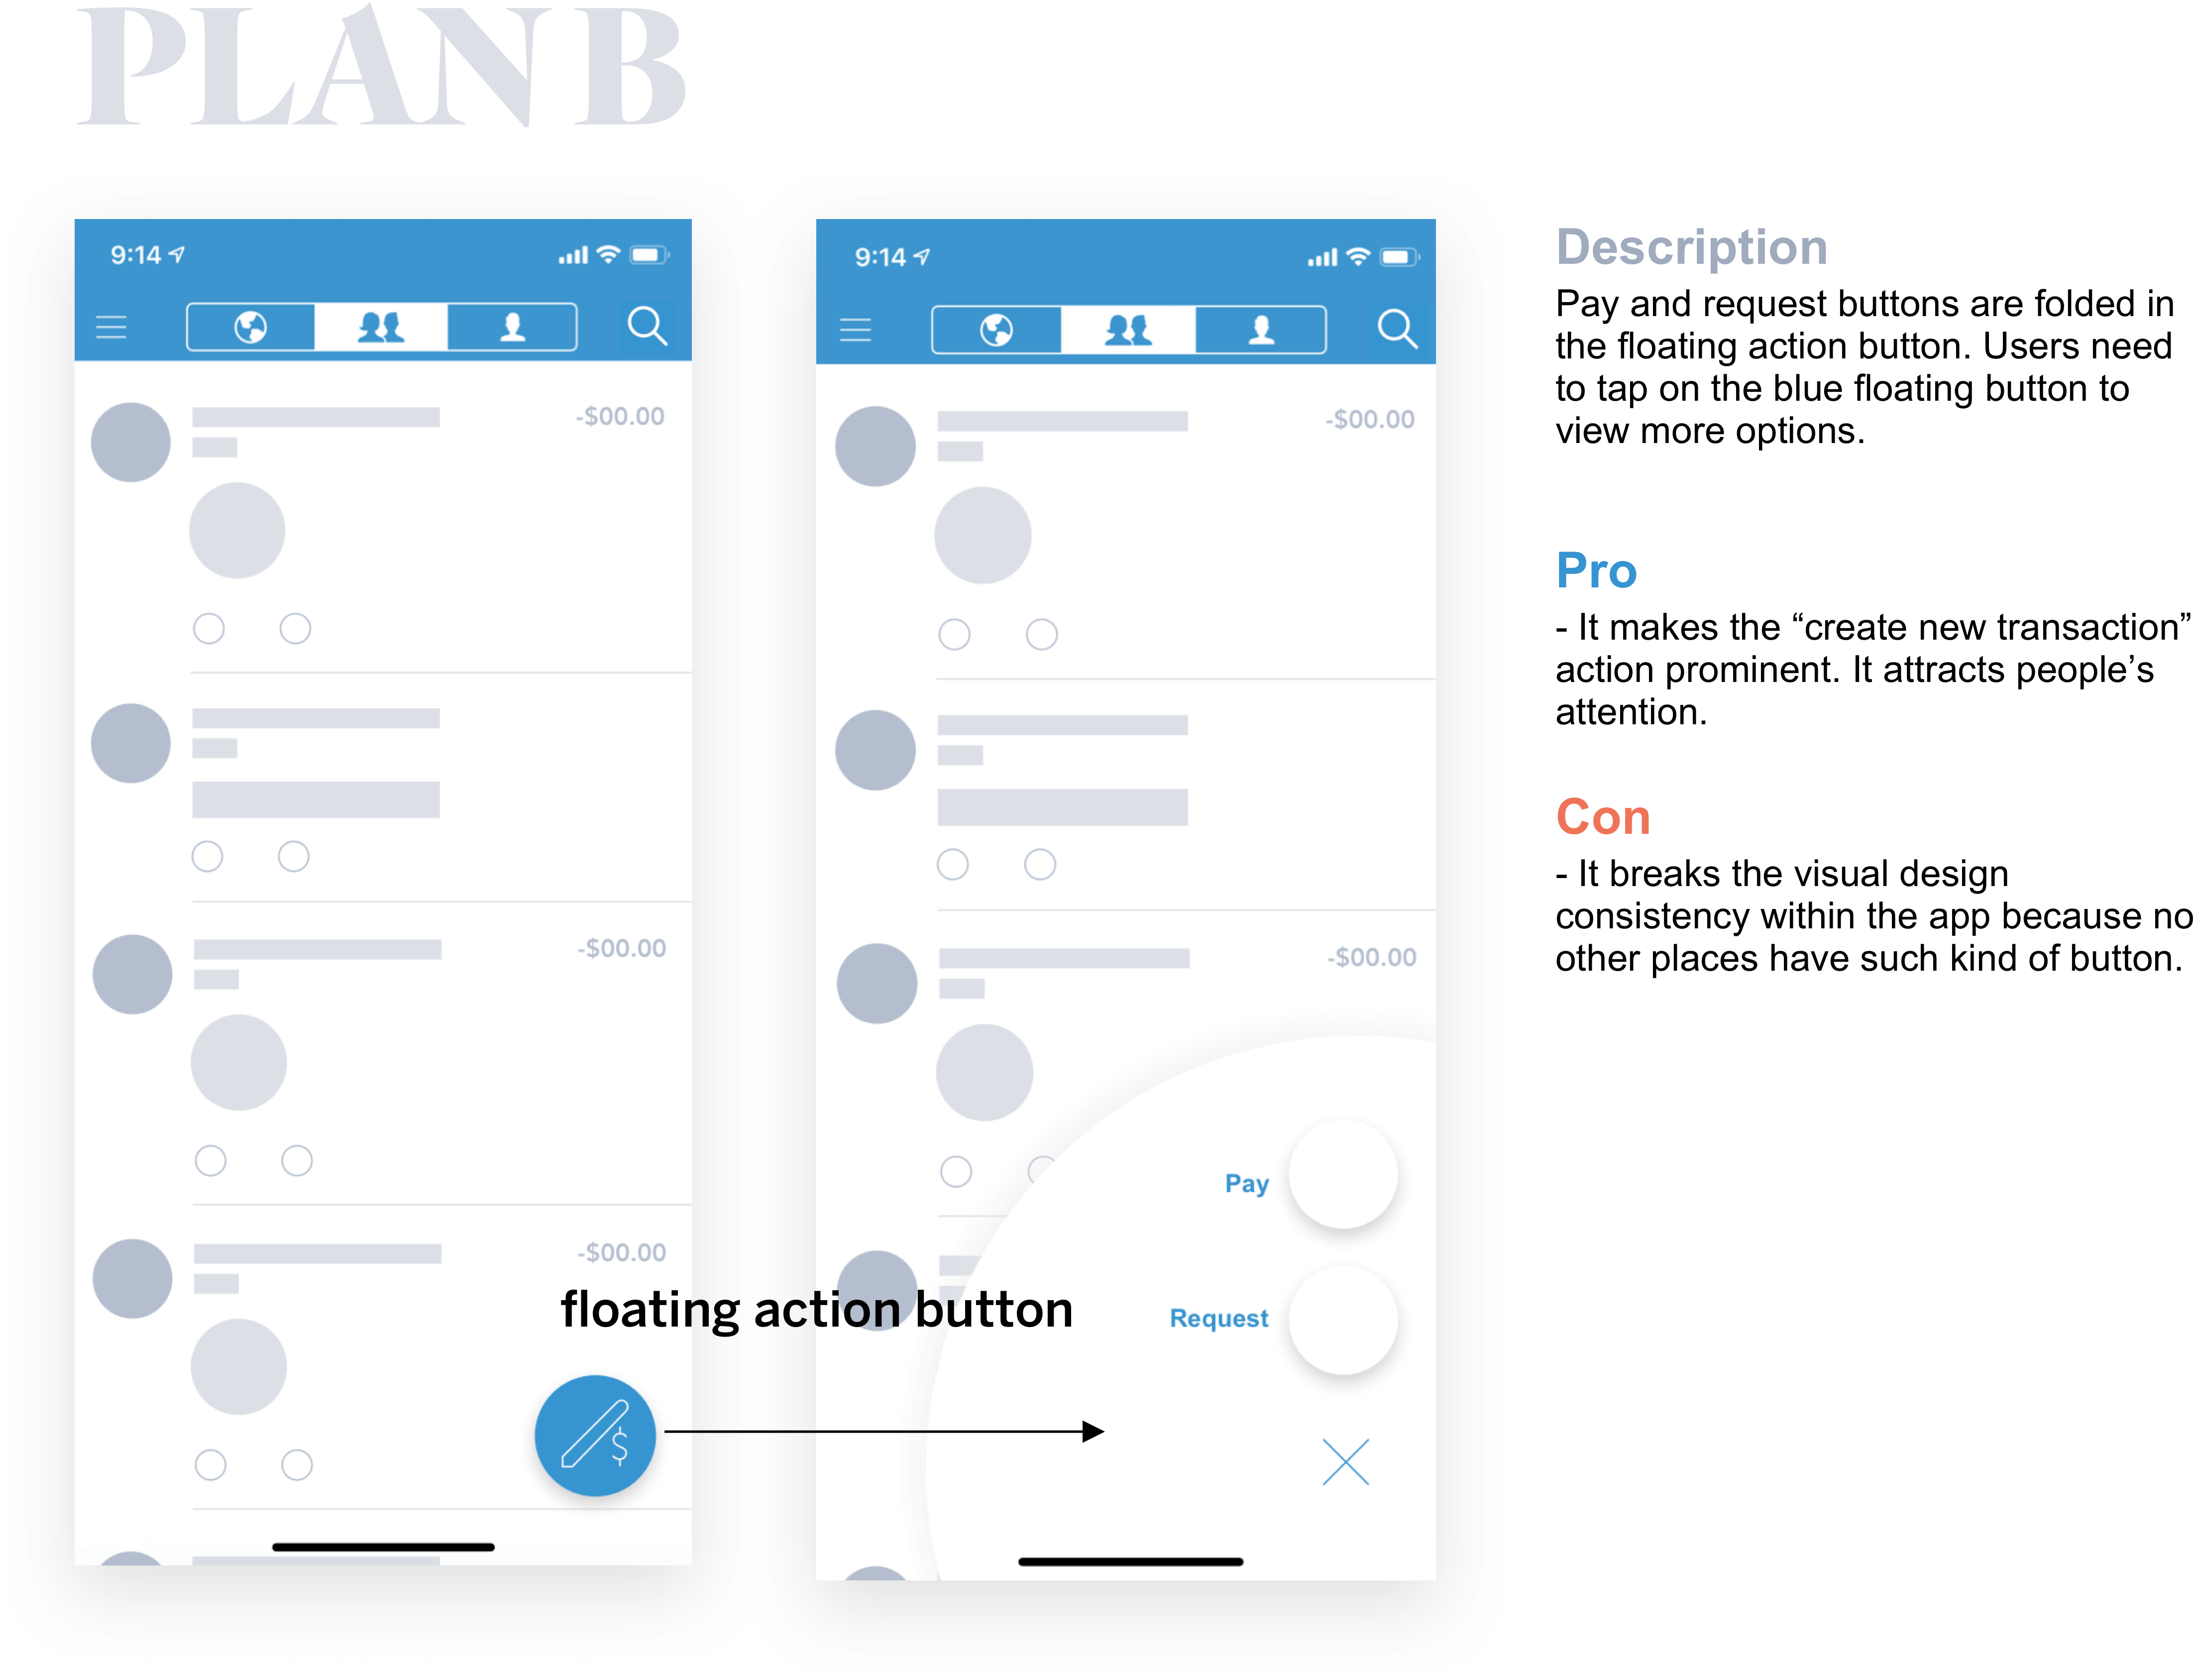 PLAN B
9:14
-$00.00
-$00.00
-$00.00
9:14
-$00.00
-$00.00
Pay
Request
floating action button
$
Description
Pay and request buttons are folded in
the floating action button. Users need
to tap on the blue floating button to
view more options.
Pro
- It makes the “create new transaction”
action prominent. It attracts people’s
attention.
Con
- It breaks the visual design
consistency within the app because no
other places have such kind of button.